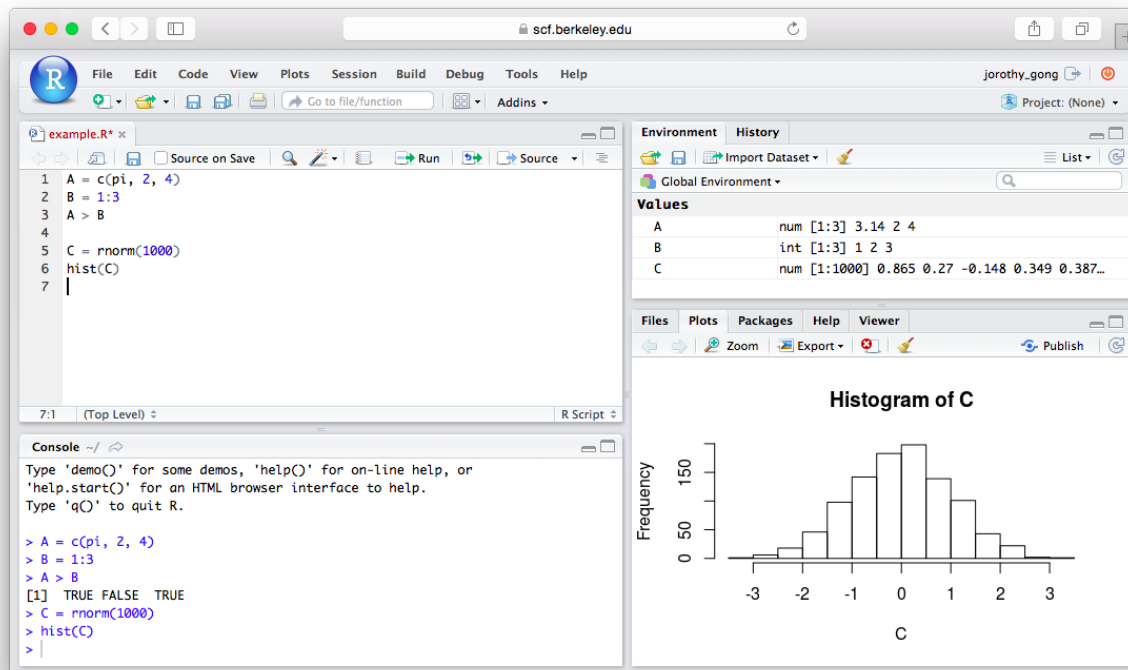 scf.berkeley.edu
R
File Edit Code View Plots Session Build Debug Tools Help
jorothy_gong
Go to file/function
Addins
Project: (None)
example.R*
Source on Save
Run
Source
1 A = c(pi, 2, 4)
2 B = 1:3
3 A > B
4
5 C = rnorm(1000)
6 hist(C)
7
7:1 (Top Level)
R Script
Console ~/
Type 'demo()' for some demos, 'help()' for on-line help, or
'help.start()' for an HTML browser interface to help.
Type 'q()' to quit R.
> A = c(pi, 2, 4)
> B = 1:3
> A > B
[1]  TRUE FALSE  TRUE
> C = rnorm(1000)
> hist(C)
>
Environment History
Import Dataset
List
Global Environment
Values
A num [1:3] 3.14 2 4
B int [1:3] 1 2 3
C num [1:1000] 0.865 0.27 -0.148 0.349 0.387…
Files Plots Packages Help Viewer
Zoom Export Publish
Histogram of C
Frequency
150
50
0
-3 -2 -1 0 1 2 3
C